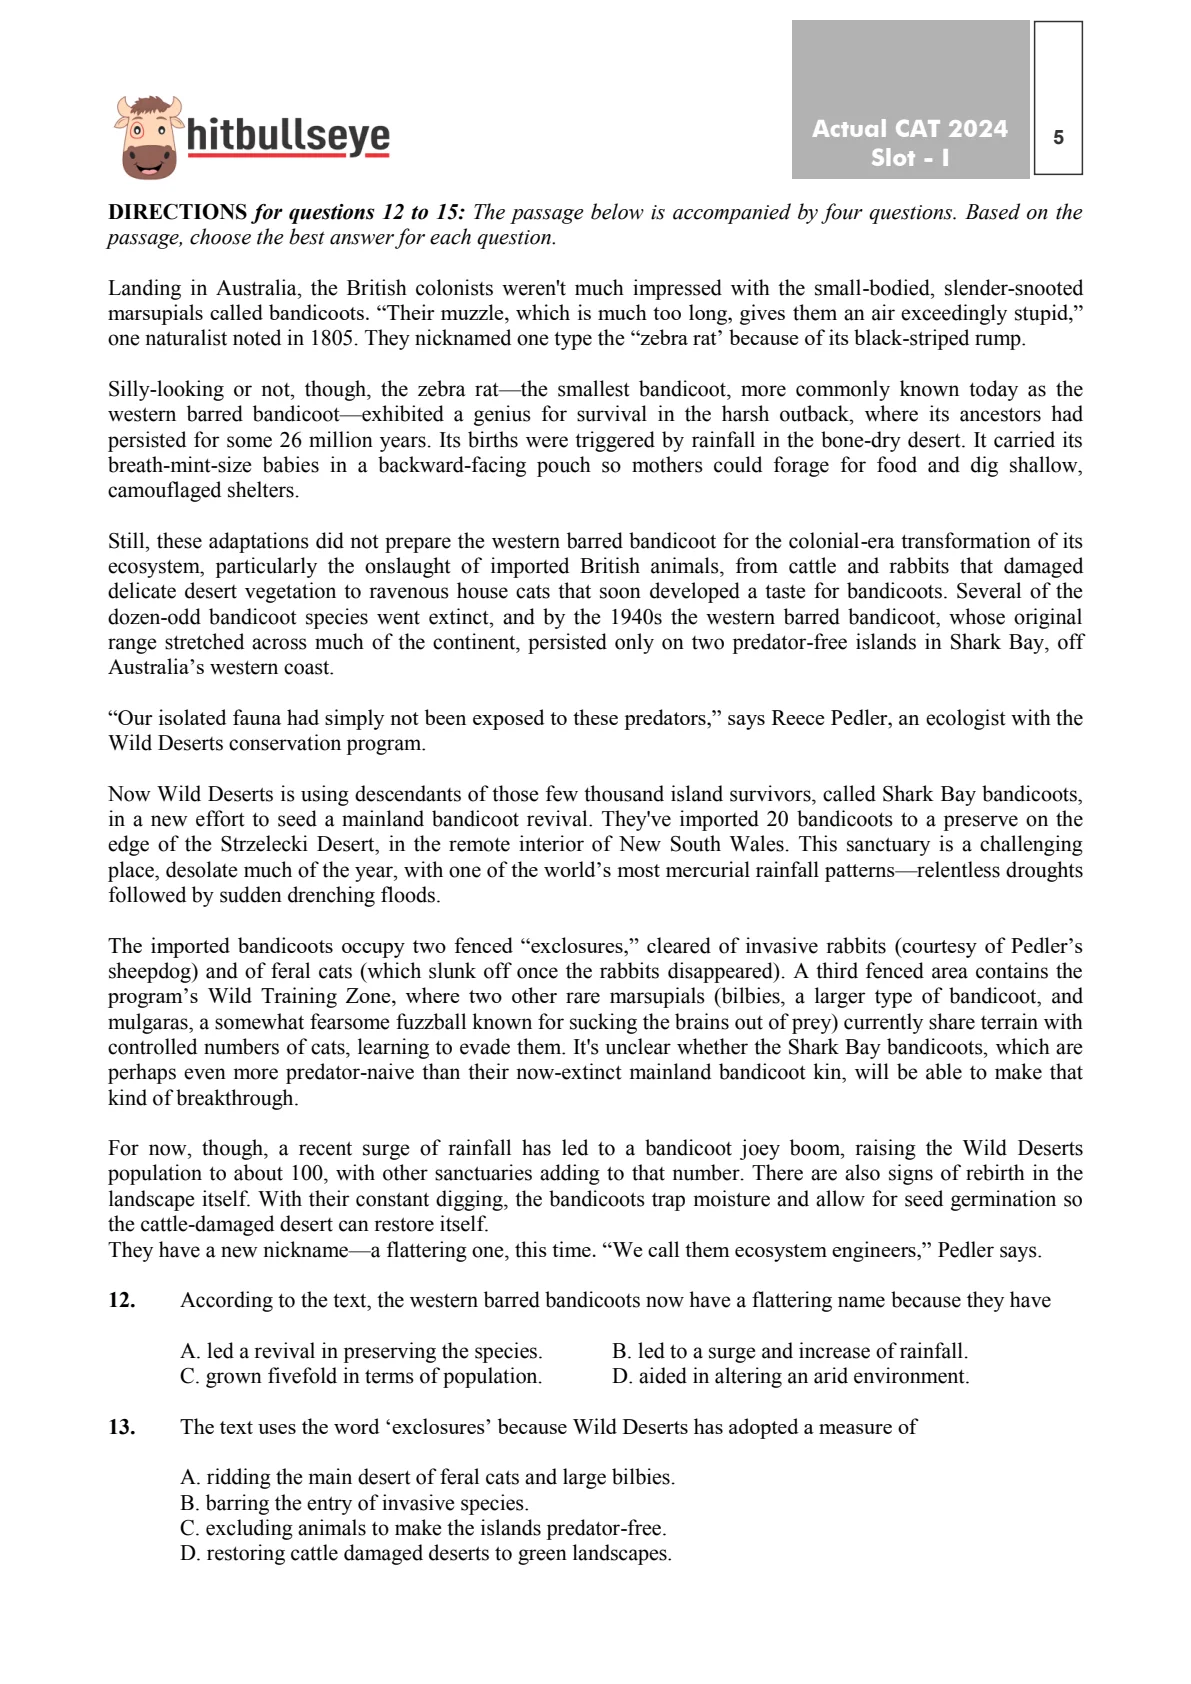 hitbullseye
Actual CAT 2024
Slot - I
5
DIRECTIONS for questions 12 to 15: The passage below is accompanied by four questions. Based on the
passage, choose the best answer for each question.
Landing in Australia, the British colonists weren't much impressed with the small-bodied, slender-snooted
marsupials called bandicoots. “Their muzzle, which is much too long, gives them an air exceedingly stupid,”
one naturalist noted in 1805. They nicknamed one type the “zebra rat’ because of its black-striped rump.
Silly-looking or not, though, the zebra rat—the smallest bandicoot, more commonly known today as the
western barred bandicoot—exhibited a genius for survival in the harsh outback, where its ancestors had
persisted for some 26 million years. Its births were triggered by rainfall in the bone-dry desert. It carried its
breath-mint-size babies in a backward-facing pouch so mothers could forage for food and dig shallow,
camouflaged shelters.
Still, these adaptations did not prepare the western barred bandicoot for the colonial-era transformation of its
ecosystem, particularly the onslaught of imported British animals, from cattle and rabbits that damaged
delicate desert vegetation to ravenous house cats that soon developed a taste for bandicoots. Several of the
dozen-odd bandicoot species went extinct, and by the 1940s the western barred bandicoot, whose original
range stretched across much of the continent, persisted only on two predator-free islands in Shark Bay, off
Australia’s western coast.
“Our isolated fauna had simply not been exposed to these predators,” says Reece Pedler, an ecologist with the
Wild Deserts conservation program.
Now Wild Deserts is using descendants of those few thousand island survivors, called Shark Bay bandicoots,
in a new effort to seed a mainland bandicoot revival. They've imported 20 bandicoots to a preserve on the
edge of the Strzelecki Desert, in the remote interior of New South Wales. This sanctuary is a challenging
place, desolate much of the year, with one of the world’s most mercurial rainfall patterns—relentless droughts
followed by sudden drenching floods.
The imported bandicoots occupy two fenced “exclosures,” cleared of invasive rabbits (courtesy of Pedler’s
sheepdog) and of feral cats (which slunk off once the rabbits disappeared). A third fenced area contains the
program’s Wild Training Zone, where two other rare marsupials (bilbies, a larger type of bandicoot, and
mulgaras, a somewhat fearsome fuzzball known for sucking the brains out of prey) currently share terrain with
controlled numbers of cats, learning to evade them. It's unclear whether the Shark Bay bandicoots, which are
perhaps even more predator-naive than their now-extinct mainland bandicoot kin, will be able to make that
kind of breakthrough.
For now, though, a recent surge of rainfall has led to a bandicoot joey boom, raising the Wild Deserts
population to about 100, with other sanctuaries adding to that number. There are also signs of rebirth in the
landscape itself. With their constant digging, the bandicoots trap moisture and allow for seed germination so
the cattle-damaged desert can restore itself.
They have a new nickname—a flattering one, this time. “We call them ecosystem engineers,” Pedler says.
12. According to the text, the western barred bandicoots now have a flattering name because they have
A. led a revival in preserving the species. B. led to a surge and increase of rainfall.
C. grown fivefold in terms of population. D. aided in altering an arid environment.
13. The text uses the word ‘exclosures’ because Wild Deserts has adopted a measure of
A. ridding the main desert of feral cats and large bilbies.
B. barring the entry of invasive species.
C. excluding animals to make the islands predator-free.
D. restoring cattle damaged deserts to green landscapes.